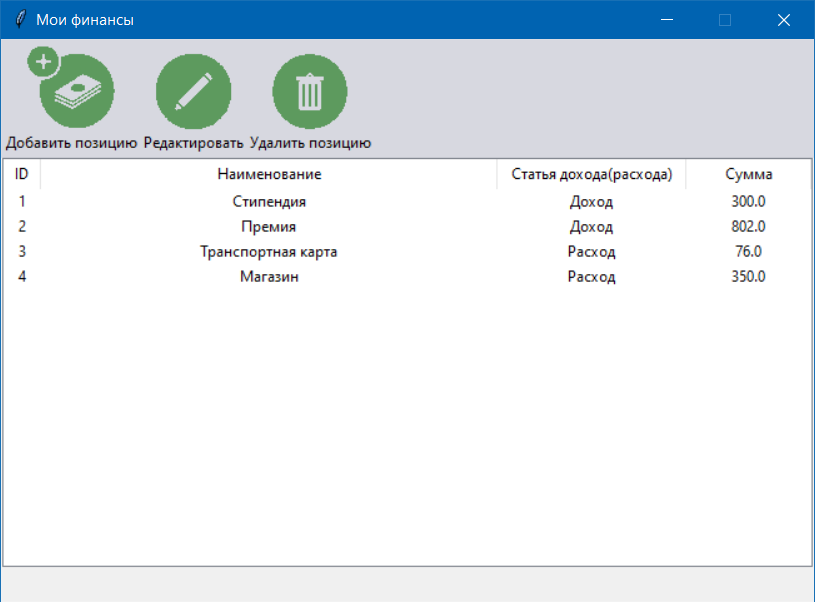 Мои финансы
Добавить позицию Редактировать Удалить позицию
ID Наименование Статья дохода(расхода) Сумма
1 Стипендия Доход 300.0
2 Премия Доход 802.0
3 Транспортная карта Расход 76.0
4 Магазин Расход 350.0